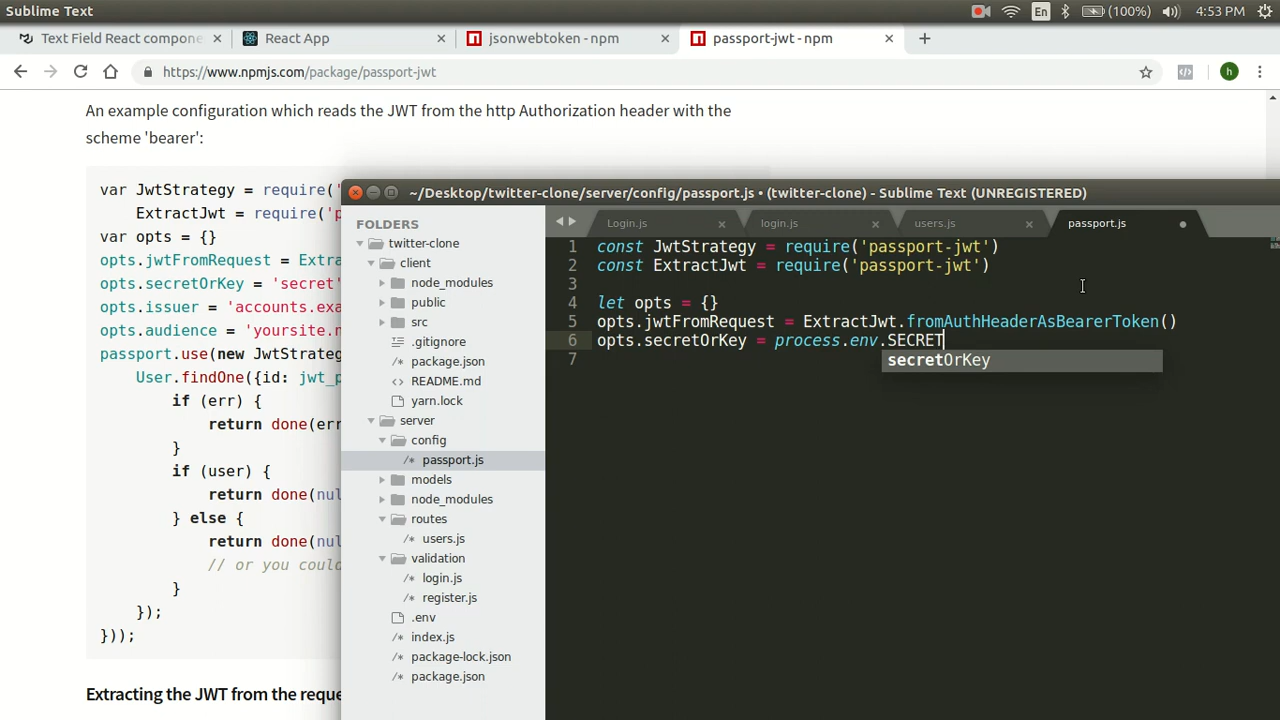 Sublime Text
En
(100%)
4:53 PM
Text Field React compone
React App
jsonwebtoken - npm
passport-jwt - npm
https://www.npmjs.com/package/passport-jwt
h
An example configuration which reads the JWT from the http Authorization header with the
scheme 'bearer':
var JwtStrategy = require('
ExtractJwt = require('p
var opts = {}
opts.jwtFromRequest = Extra
opts.secretOrKey = 'secret'
opts.issuer = 'accounts.exa
opts.audience = 'yoursite.n
passport.use(new JwtStrateg
User.findOne({id: jwt_p
if (err) {
return done(err
}
if (user) {
return done(nul
} else {
return done(nul
// or you could
}
});
}));
Extracting the JWT from the reque
~/Desktop/twitter-clone/server/config/passport.js • (twitter-clone) - Sublime Text (UNREGISTERED)
FOLDERS
twitter-clone
client
node_modules
public
src
.gitignore
package.json
README.md
yarn.lock
server
config
passport.js
models
node_modules
routes
users.js
validation
login.js
register.js
.env
index.js
package-lock.json
package.json
Login.js
login.js
users.js
passport.js
1 const JwtStrategy = require('passport-jwt')
2 const ExtractJwt = require('passport-jwt')
3
4 let opts = {}
5 opts.jwtFromRequest = ExtractJwt.fromAuthHeaderAsBearerToken()
6 opts.secretOrKey = process.env.SECRET
secretOrKey
7